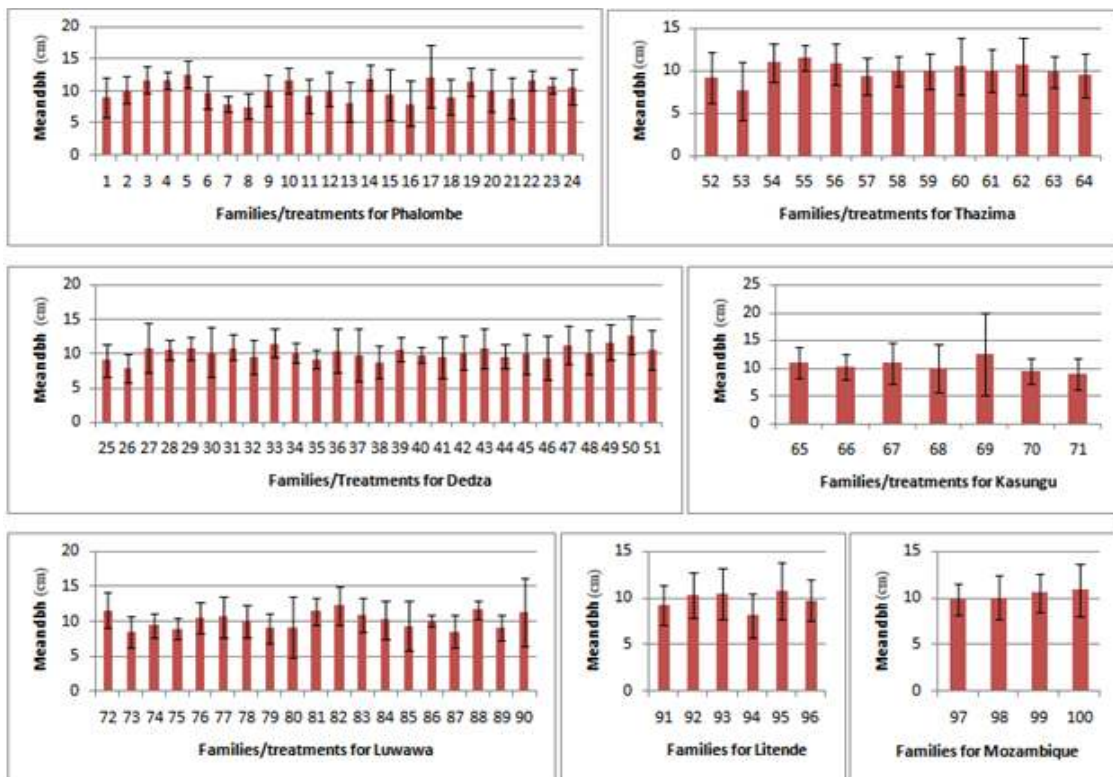 Meandbh (cm)
20
15
10
5
0
1 2 3 4 5 6 7 8 9 10 11 12 13 14 15 16 17 18 19 20 21 22 23 24
Families/treatments for Phalombe
Meandbh (cm)
15
10
5
0
52 53 54 55 56 57 58 59 60 61 62 63 64
Families/treatments for Thazima
Meandbh (cm)
20
15
10
5
0
25 26 27 28 29 30 31 32 33 34 35 36 37 38 39 40 41 42 43 44 45 46 47 48 49 50 51
Families/Treatments for Dedza
Meandbh (cm)
25
20
15
10
5
0
65 66 67 68 69 70 71
Families/treatments for Kasungu
Meandbh (cm)
20
15
10
5
0
72 73 74 75 76 77 78 79 80 81 82 83 84 85 86 87 88 89 90
Families/treatments for Luwawa
Meandbh (cm)
15
10
5
0
91 92 93 94 95 96
Families for Litende
Meandbh (cm)
15
10
5
0
97 98 99 100
Families for Mozambique